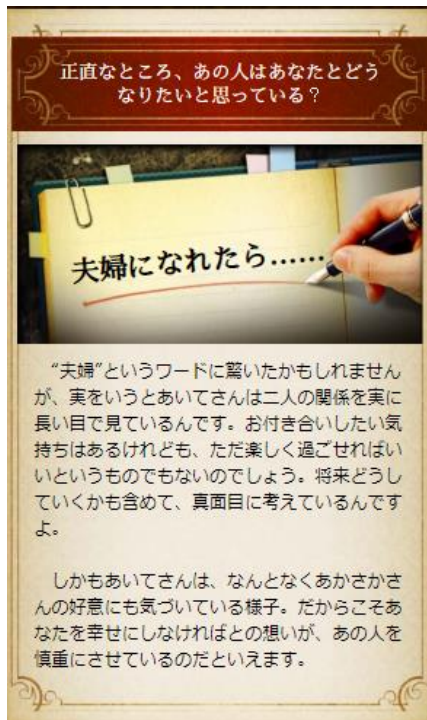 正直なところ、あの人はあなたとどう
なりたいと思っている？
夫婦になれたら……
“夫婦”というワードに驚いたかもしれません
が、実をいうとあいてさんは二人の関係を実に
長い目で見ているんです。お付き合いしたい気
持ちはあるけれども、ただ楽しく過ごせればい
いというものでもないのでしょう。将来どうし
ていくかも含めて、真面目に考えているんです
よ。
しかもあいてさんは、なんとなくあかさかさ
んの好意にも気づいている様子。だからこそあ
なたを幸せにしなければとの想いが、あの人を
慎重にさせているのだといえます。